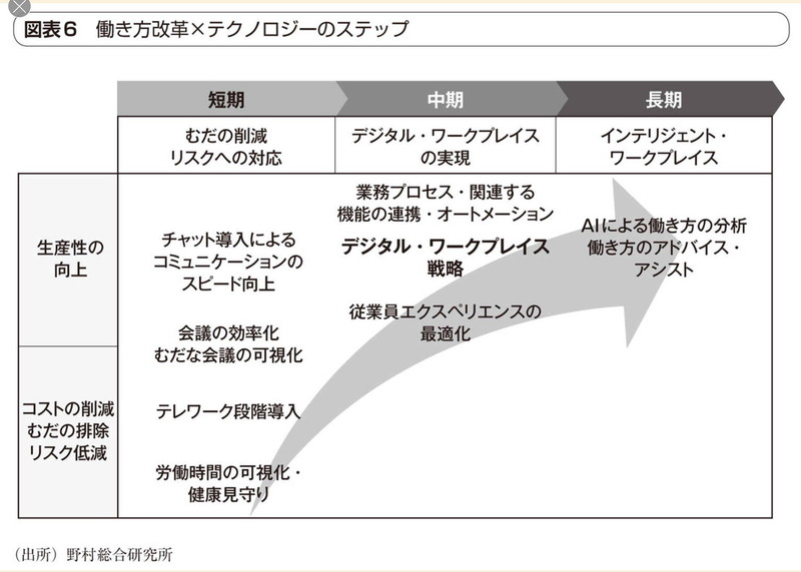 図表6 働き方改革×テクノロジーのステップ
短期
中期
長期
むだの削減
リスクへの対応
デジタル・ワークプレイス
の実現
インテリジェント・
ワークプレイス
生産性の
向上
チャット導入による
コミュニケーションの
スピード向上
会議の効率化
むだな会議の可視化
業務プロセス・関連する
機能の連携・オートメーション
デジタル・ワークプレイス
戦略
従業員エクスペリエンスの
最適化
AIによる働き方の分析
働き方のアドバイス・
アシスト
コストの削減
むだの排除
リスク低減
テレワーク段階導入
労働時間の可視化・
健康見守り
(出所)野村総合研究所